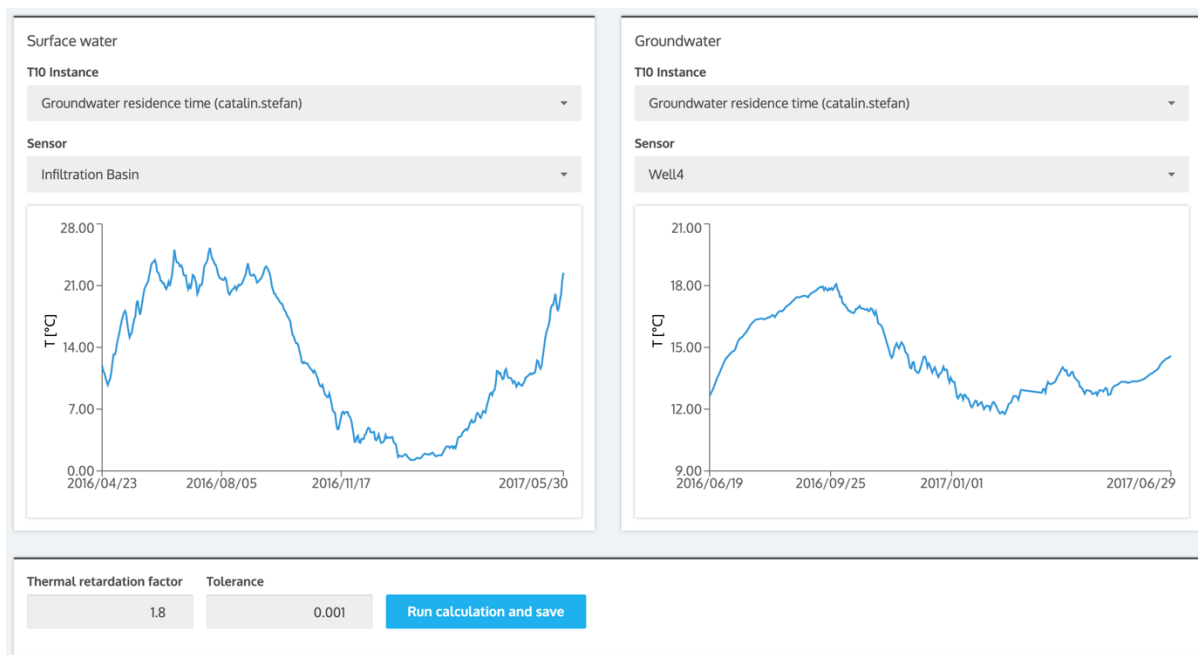 Surface water
T10 Instance
Groundwater residence time (catalin.stefan)
Sensor
Infiltration Basin
28.00
21.00
14.00
7.00
0.00
T [°C]
2016/04/23
2016/08/05
2016/11/17
2017/05/30
Groundwater
T10 Instance
Groundwater residence time (catalin.stefan)
Sensor
Well4
21.00
18.00
15.00
12.00
9.00
T [°C]
2016/06/19
2016/09/25
2017/01/01
2017/06/29
Thermal retardation factor
1.8
Tolerance
0.001
Run calculation and save